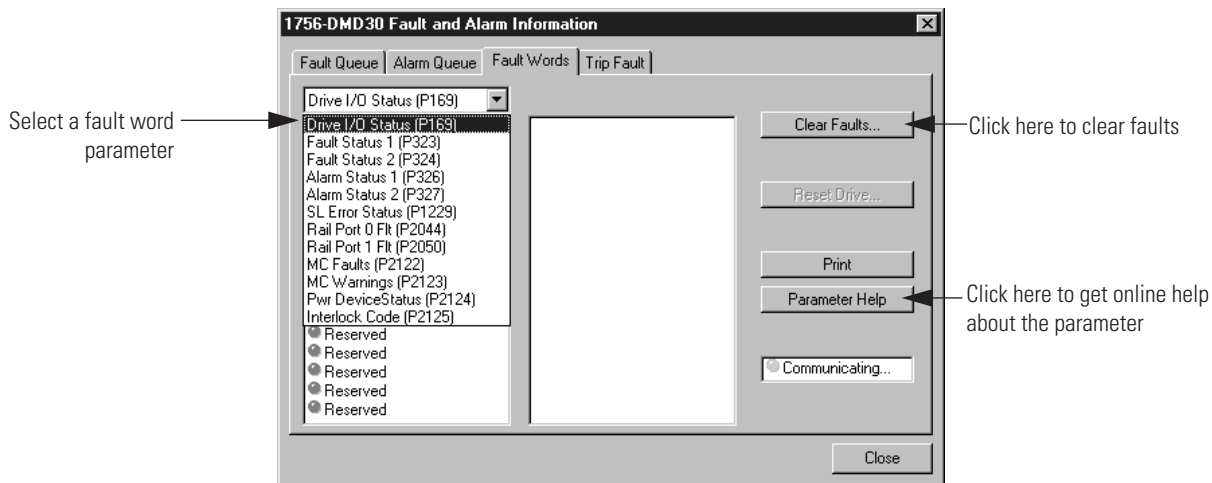 1756-DMD30 Fault and Alarm Information
Fault Queue
Alarm Queue
Fault Words
Trip Fault
Drive I/O Status (P169)
Select a fault word
parameter
Drive I/O Status (P169)
Fault Status 1 (P323)
Fault Status 2 (P324)
Alarm Status 1 (P326)
Alarm Status 2 (P327)
SL Error Status (P1229)
Rail Port 0 Flt (P2044)
Rail Port 1 Flt (P2050)
MC Faults (P2122)
MC Warnings (P2123)
Pwr DeviceStatus (P2124)
Interlock Code (P2125)
Reserved
Reserved
Reserved
Reserved
Reserved
Clear Faults...
Click here to clear faults
Reset Drive...
Print
Parameter Help
Click here to get online help
about the parameter
Communicating...
Close